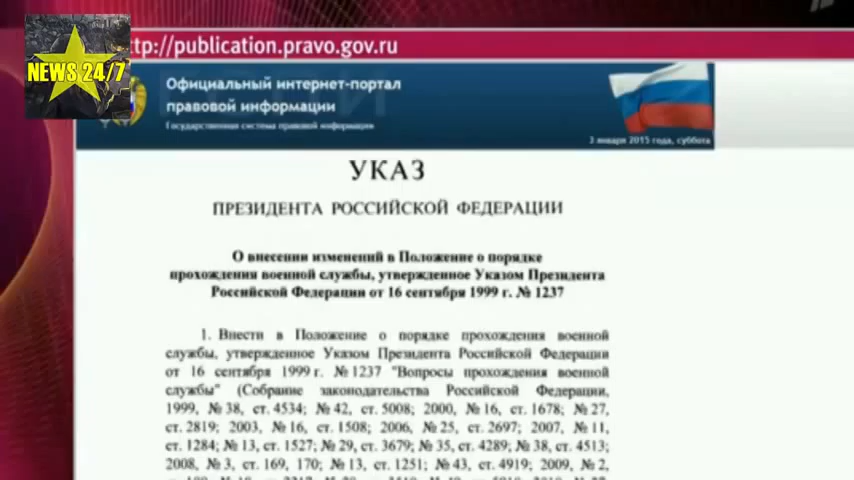 NEWS 24/7
ttp://publication.pravo.gov.ru
Официальный интернет-портал
правовой информации
Государственная система правовой информации
3 января 2015 года, суббота
УКАЗ
ПРЕЗИДЕНТА РОССИЙСКОЙ ФЕДЕРАЦИИ
О внесении изменений в Положение о порядке
прохождения военной службы, утвержденное Указом Президента
Российской Федерации от 16 сентября 1999 г. № 1237
1. Внести в Положение о порядке прохождения военной
службы, утвержденное Указом Президента Российской Федерации
от 16 сентября 1999 г. № 1237 "Вопросы прохождения военной
службы" (Собрание законодательства Российской Федерации,
1999, № 38, ст. 4534; № 42, ст. 5008; 2000, № 16, ст. 1678; № 27,
ст. 2819; 2003, № 16, ст. 1508; 2006, № 25, ст. 2697; 2007, № 11,
ст. 1284; № 13, ст. 1527; № 29, ст. 3679; № 35, ст. 4289; № 38, ст. 4513;
2008, № 3, ст. 169, 170; № 13, ст. 1251; № 43, ст. 4919; 2009, № 2,